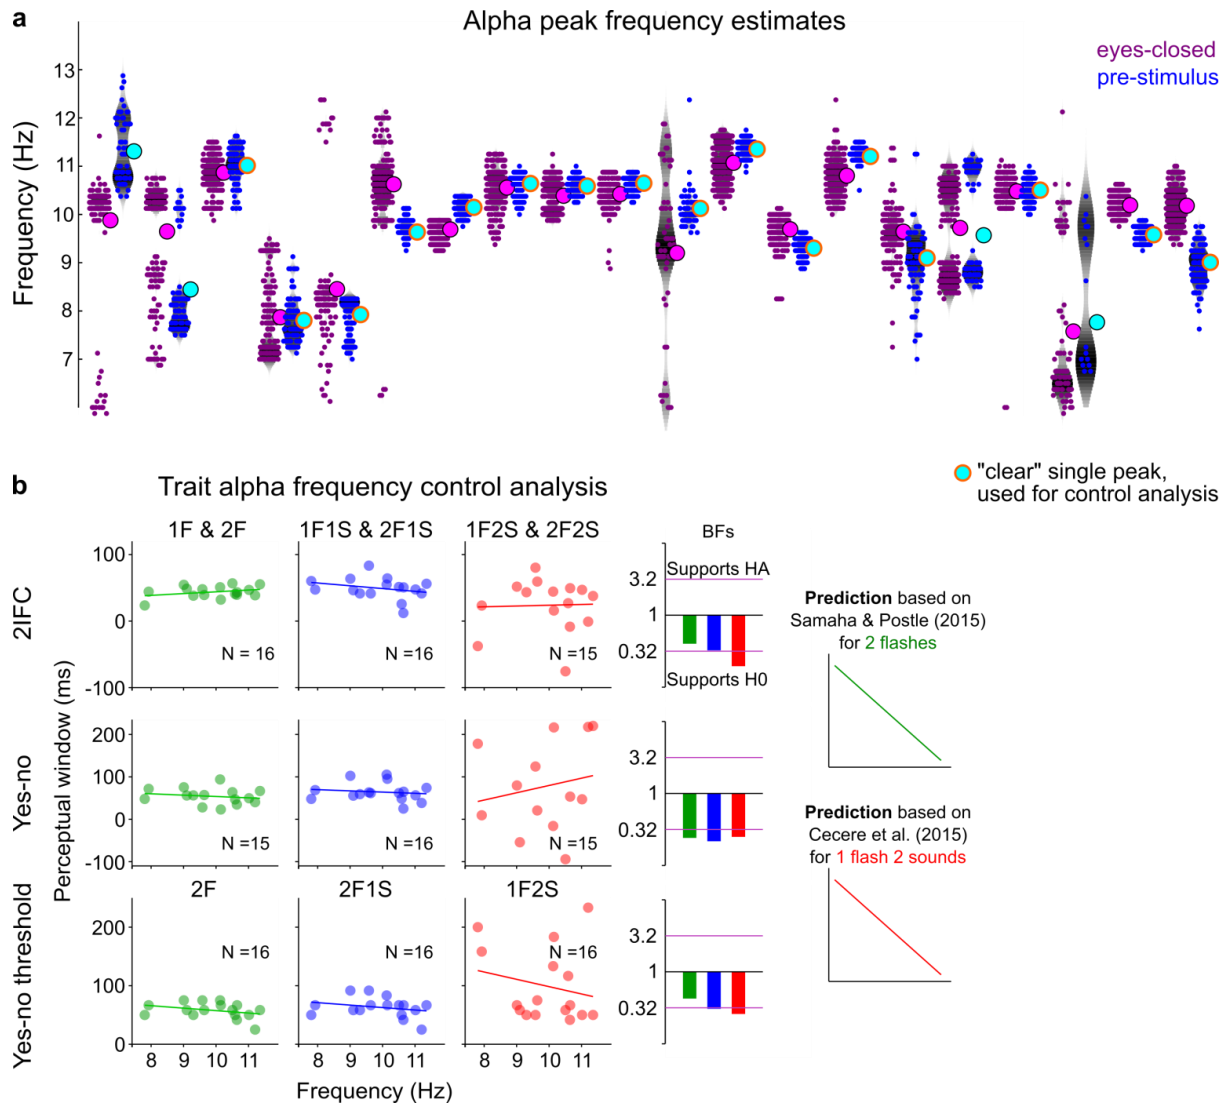 a
Alpha peak frequency estimates
eyes-closed
pre-stimulus
Frequency (Hz)
13
12
11
10
9
8
7
"clear" single peak,
used for control analysis
b
Trait alpha frequency control analysis
1F & 2F
1F1S & 2F1S
1F2S & 2F2S
BFs
2IFC
100
0
-100
N = 16
N =16
N =15
Supports HA
3.2
1
0.32
Supports H0
Prediction based on
Samaha & Postle (2015)
for 2 flashes
Perceptual window (ms)
Yes-no
200
100
0
-100
N =15
N =16
N =15
3.2
1
0.32
Prediction based on
Cecere et al. (2015)
for 1 flash 2 sounds
Yes-no threshold
2F
2F1S
1F2S
200
100
0
N =16
N =16
N =16
3.2
1
0.32
8 9 10 11
8 9 10 11
8 9 10 11
Frequency (Hz)